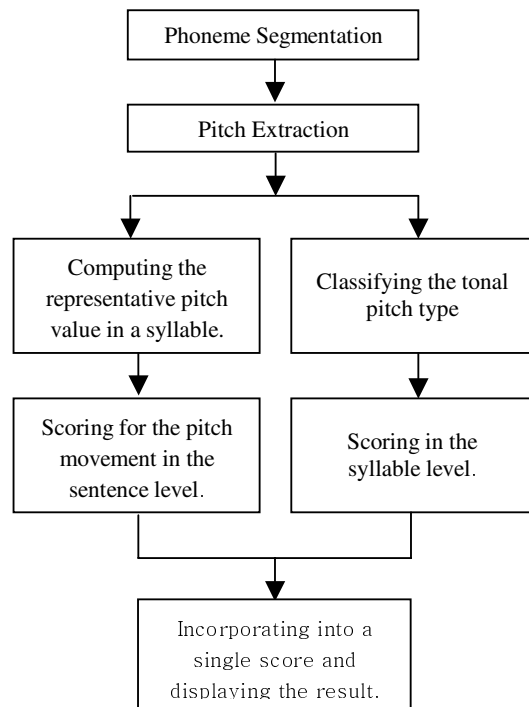 Phoneme Segmentation
Pitch Extraction
Computing the
representative pitch
value in a syllable.
Classifying the tonal
pitch type
Scoring for the pitch
movement in the
sentence level.
Scoring in the
syllable level.
Incorporating into a
single score and
displaying the result.